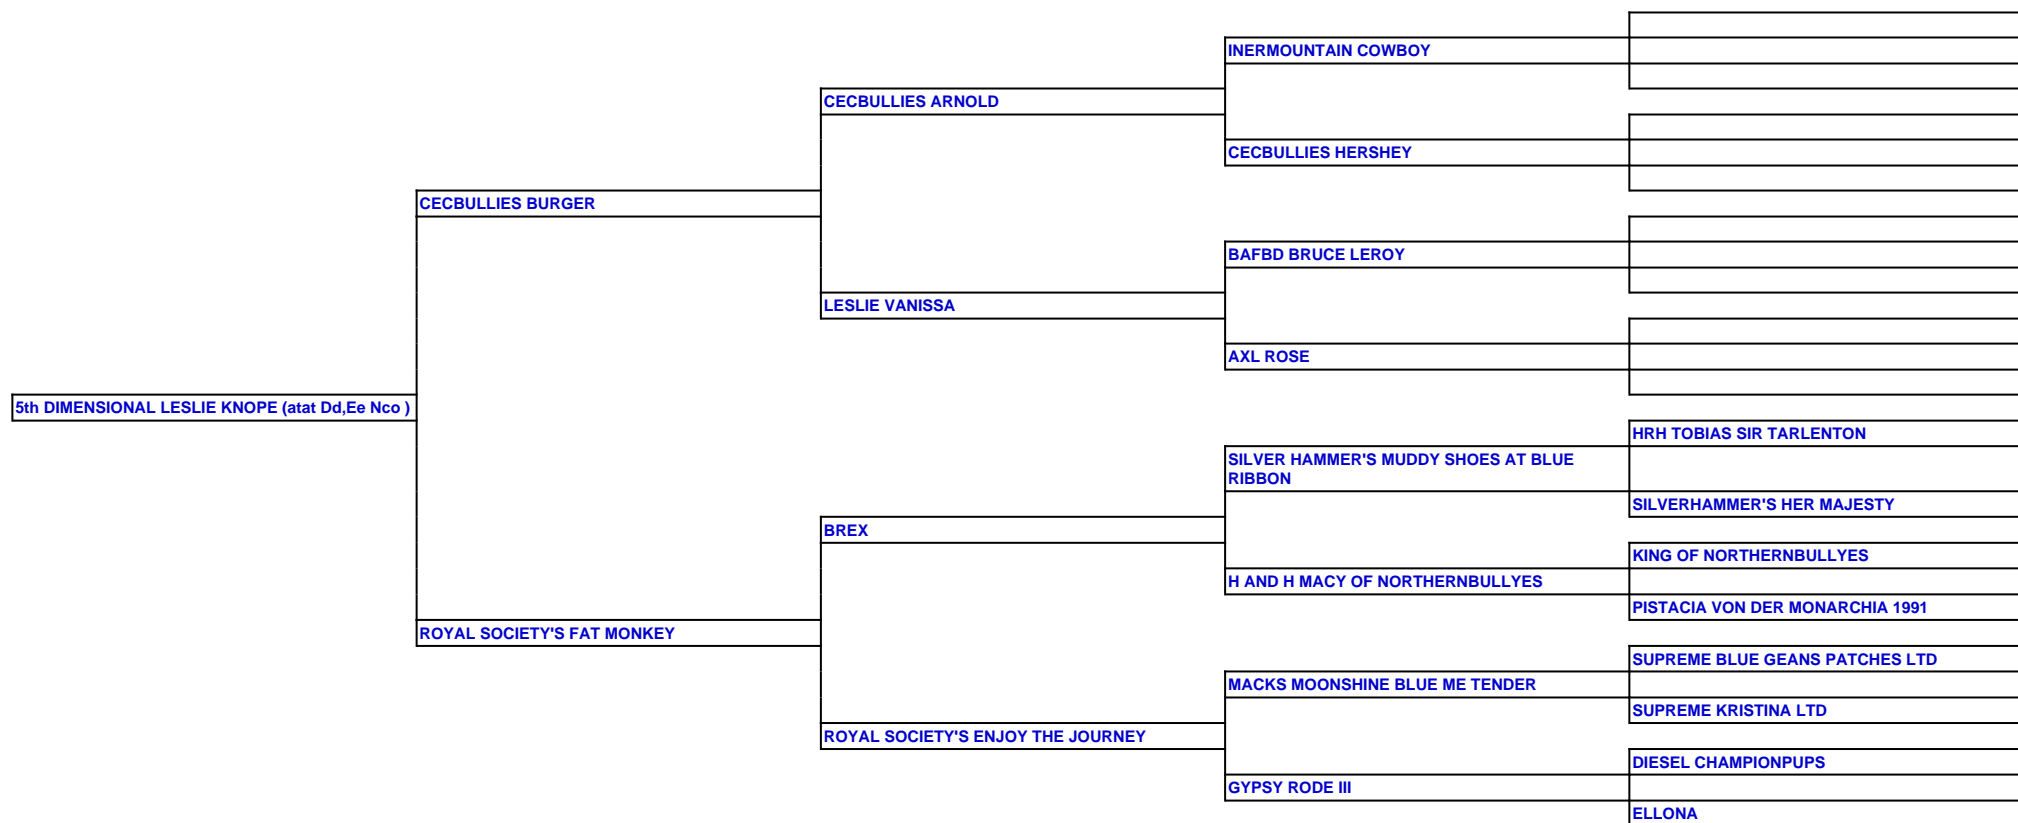 INERMOUNTAIN COWBOY
CECBULLIES ARNOLD
CECBULLIES HERSHEY
CECBULLIES BURGER
BAFBD BRUCE LEROY
LESLIE VANISSA
AXL ROSE
5th DIMENSIONAL LESLIE KNOPE (atat Dd,Ee Nco )
HRH TOBIAS SIR TARLENTON
SILVER HAMMER'S MUDDY SHOES AT BLUE
RIBBON
SILVERHAMMER'S HER MAJESTY
BREX
KING OF NORTHERNBULLYES
H AND H MACY OF NORTHERNBULLYES
PISTACIA VON DER MONARCHIA 1991
ROYAL SOCIETY'S FAT MONKEY
SUPREME BLUE GEANS PATCHES LTD
MACKS MOONSHINE BLUE ME TENDER
SUPREME KRISTINA LTD
ROYAL SOCIETY'S ENJOY THE JOURNEY
DIESEL CHAMPIONPUPS
GYPSY RODE III
ELLONA